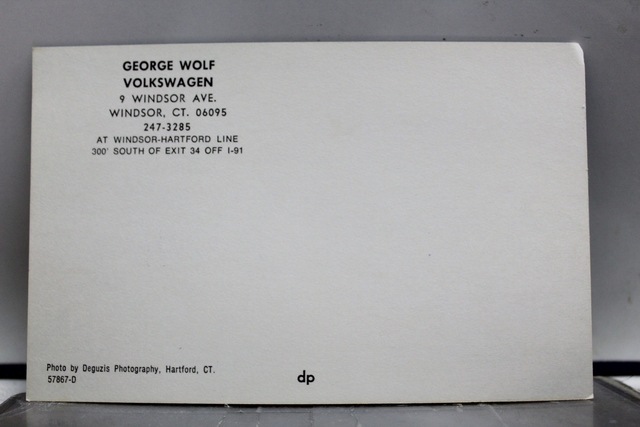 GEORGE WOLF
VOLKSWAGEN
9 WINDSOR AVE.
WINDSOR, CT. 06095
247-3285
AT WINDSOR-HARTFORD LINE
300' SOUTH OF EXIT 34 OFF I-91
Photo by Deguzis Photography, Hartford, CT.
57867-D
dp